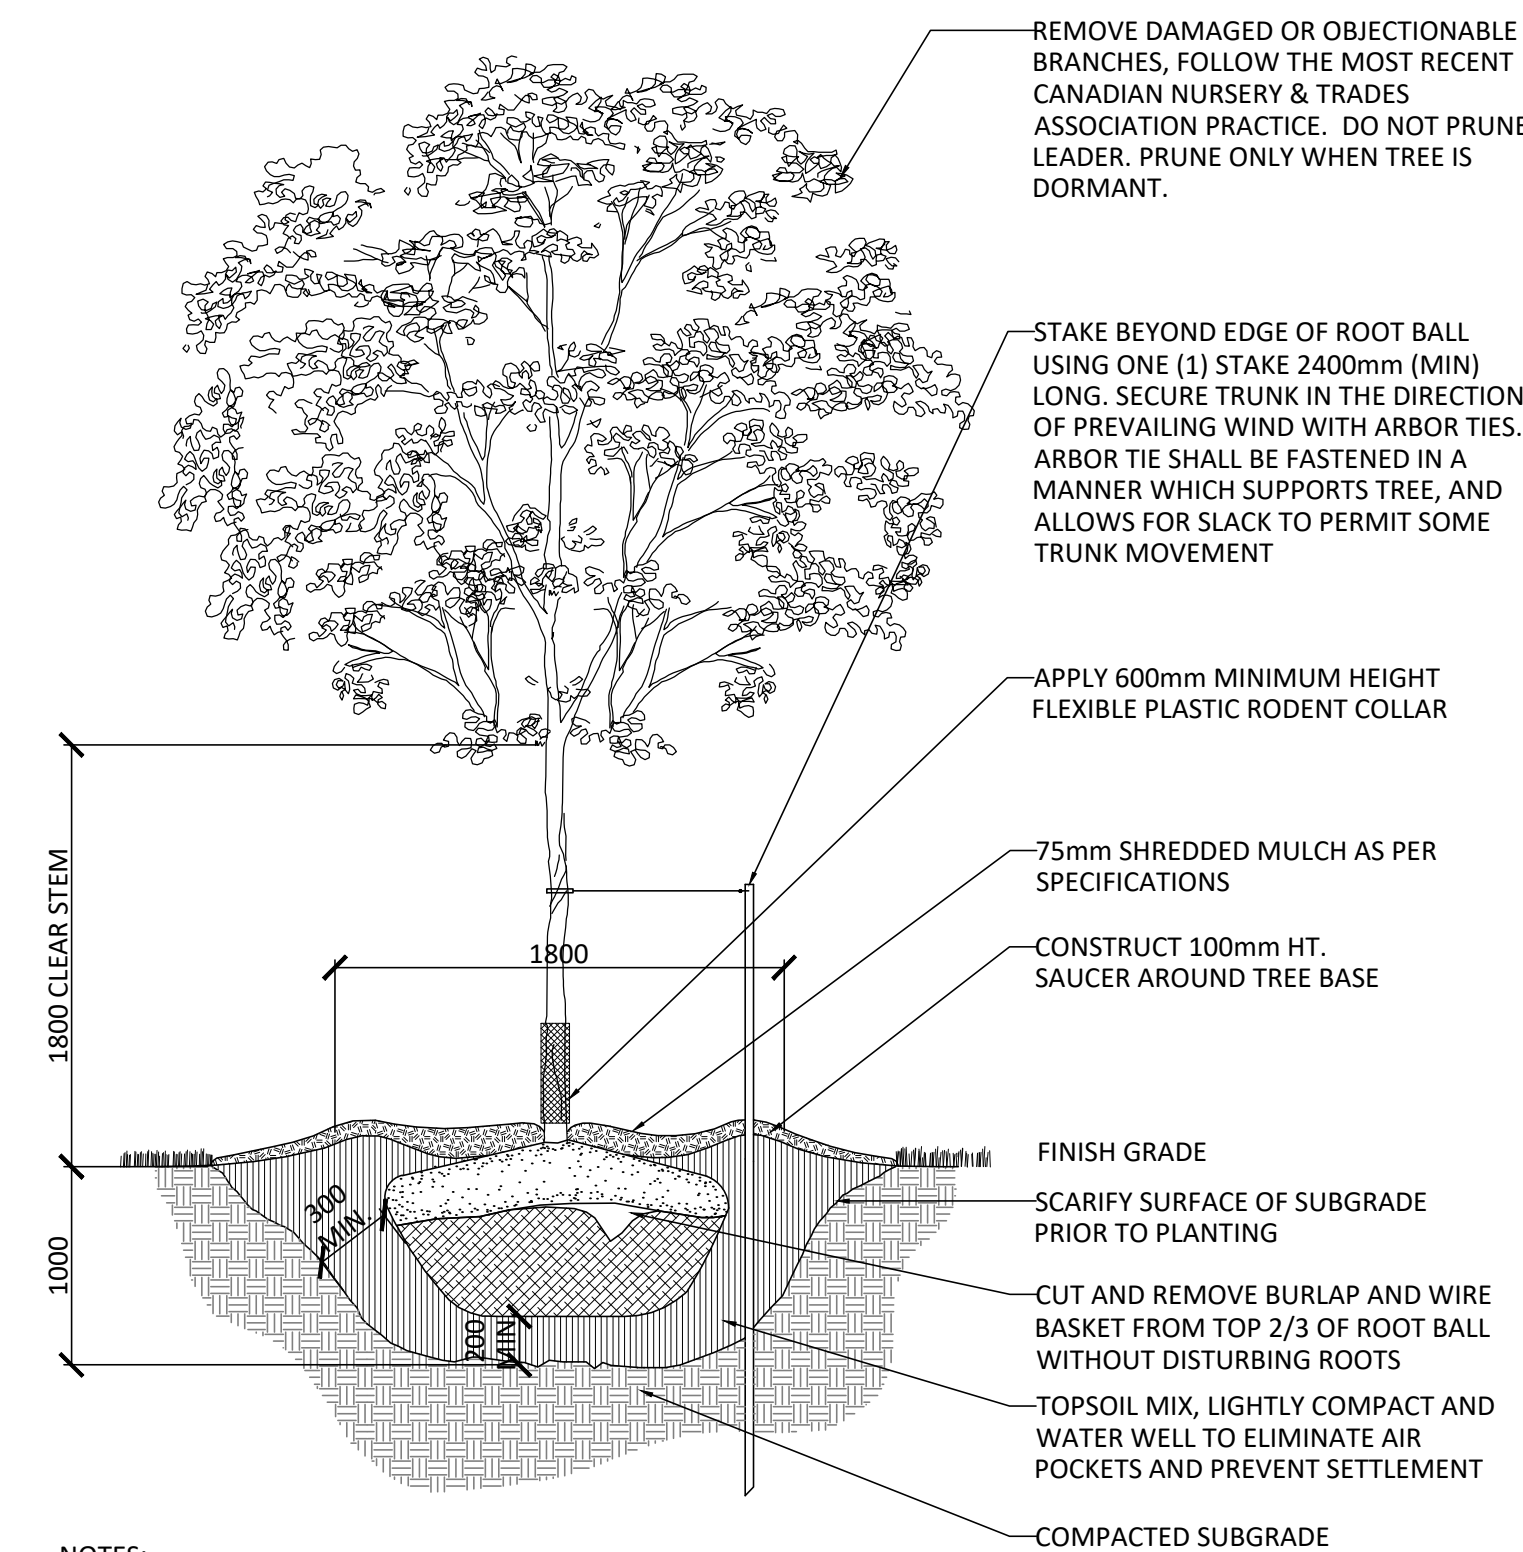 REMOVE DAMAGED OR OBJECTIONABLE
BRANCHES, FOLLOW THE MOST RECENT
CANADIAN NURSERY & TRADES
ASSOCIATION PRACTICE. DO NOT PRUNE
LEADER. PRUNE ONLY WHEN TREE IS
DORMANT.
STAKE BEYOND EDGE OF ROOT BALL
USING ONE (1) STAKE 2400mm (MIN)
LONG. SECURE TRUNK IN THE DIRECTION
OF PREVAILING WIND WITH ARBOR TIES.
ARBOR TIE SHALL BE FASTENED IN A
MANNER WHICH SUPPORTS TREE, AND
ALLOWS FOR SLACK TO PERMIT SOME
TRUNK MOVEMENT
APPLY 600mm MINIMUM HEIGHT
FLEXIBLE PLASTIC RODENT COLLAR
75mm SHREDDED MULCH AS PER
SPECIFICATIONS
CONSTRUCT 100mm HT.
SAUCER AROUND TREE BASE
FINISH GRADE
SCARIFY SURFACE OF SUBGRADE
PRIOR TO PLANTING
CUT AND REMOVE BURLAP AND WIRE
BASKET FROM TOP 2/3 OF ROOT BALL
WITHOUT DISTURBING ROOTS
TOPSOIL MIX, LIGHTLY COMPACT AND
WATER WELL TO ELIMINATE AIR
POCKETS AND PREVENT SETTLEMENT
COMPACTED SUBGRADE
1800 CLEAR STEM
1800
1000
300
MIN.
200
MIN
NOTES: